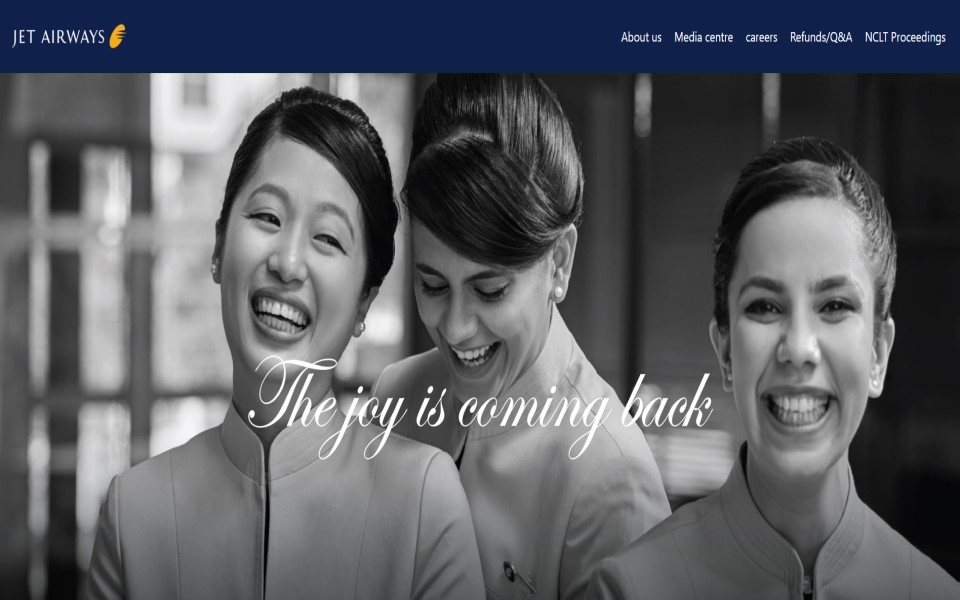 JET AIRWAYS
About us Media centre careers Refunds/Q&A NCLT Proceedings
The joy is coming back